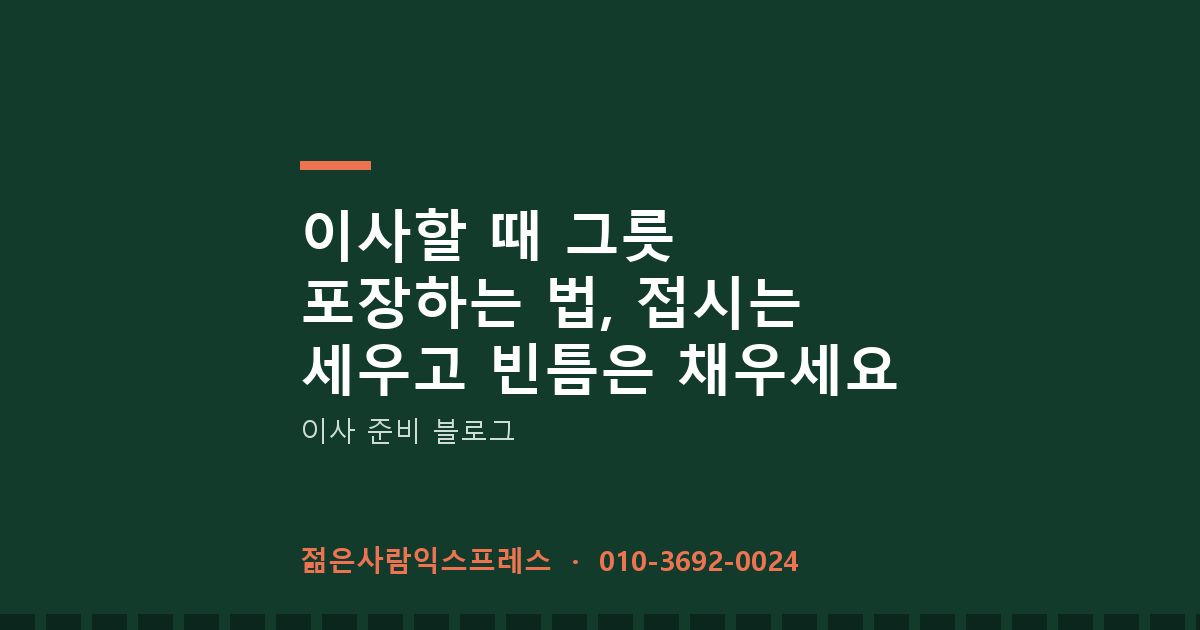 이사할 때 그릇
포장하는 법, 접시는
세우고 빈틈은 채우세요
이사 준비 블로그
젊은사람익스프레스 · 010-3692-0024